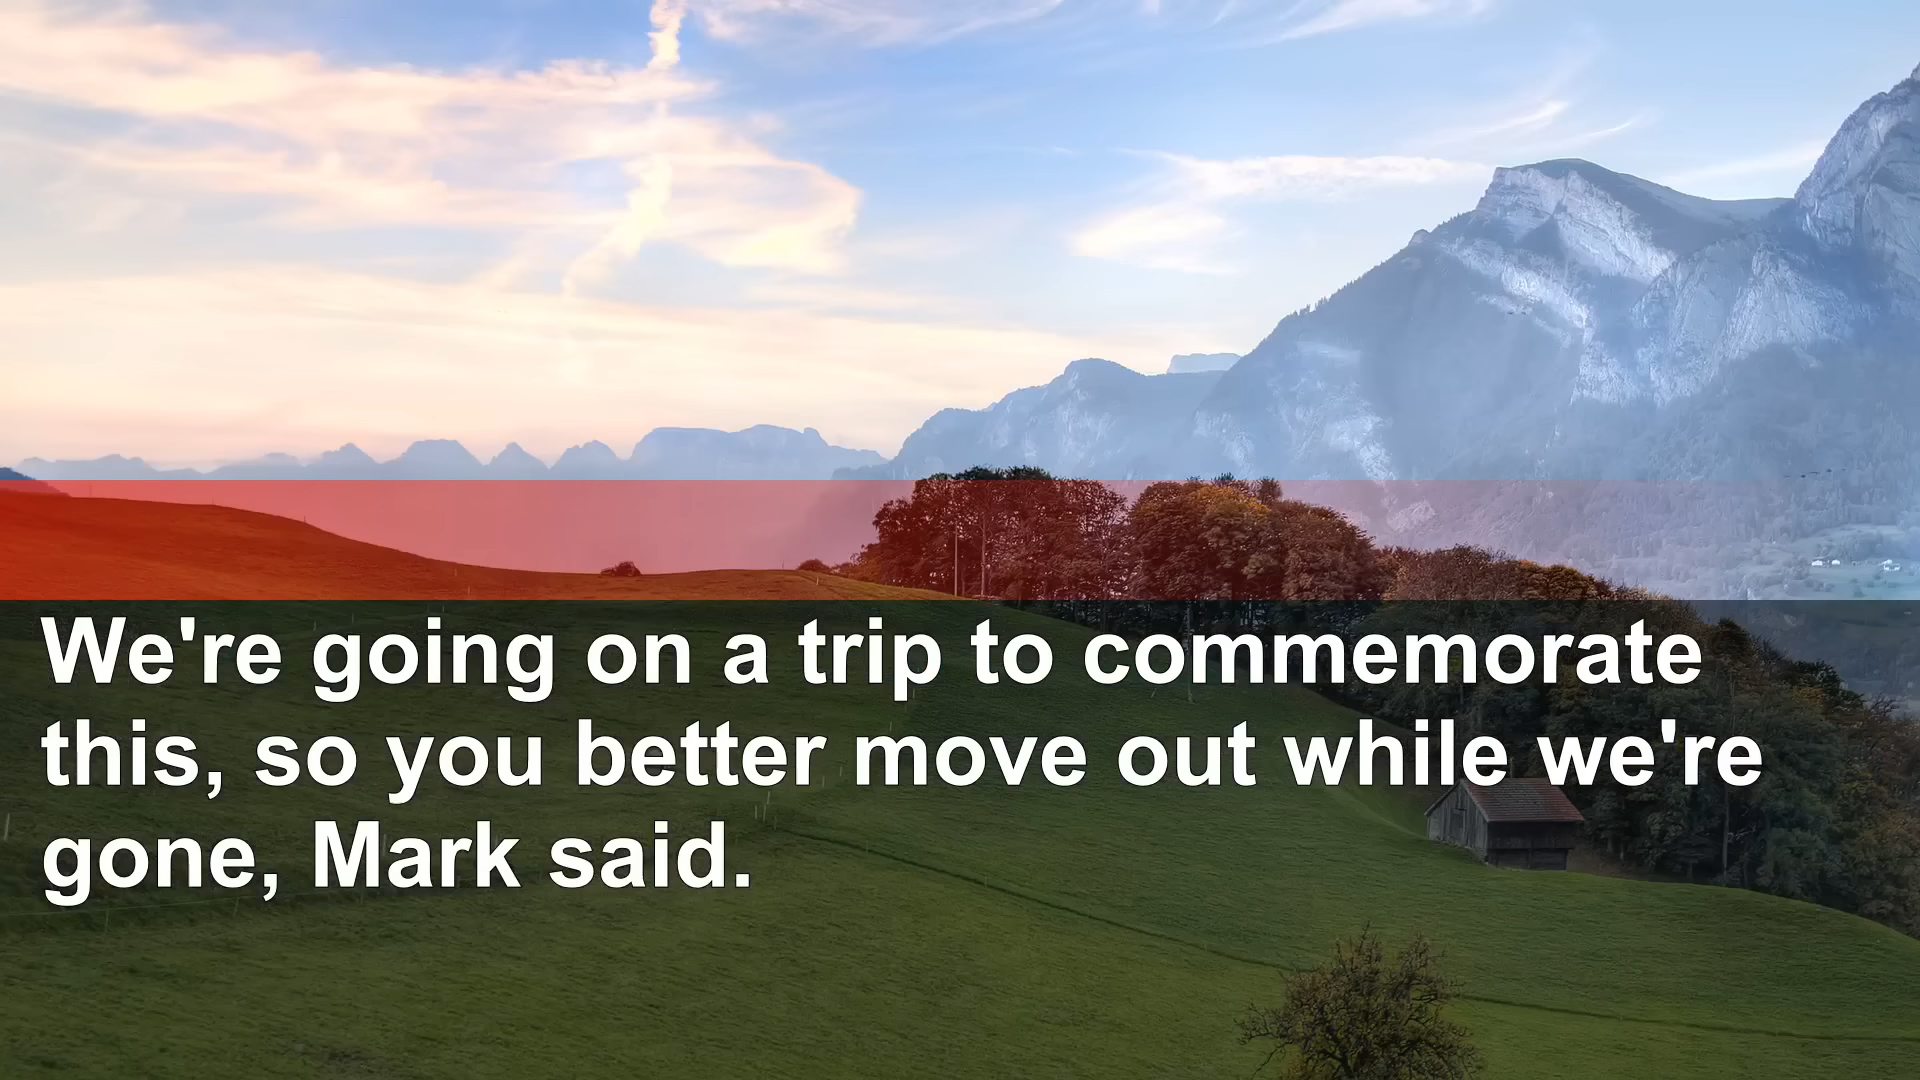 We're going on a trip to commemorate
this, so you better move out while we're
gone, Mark said.